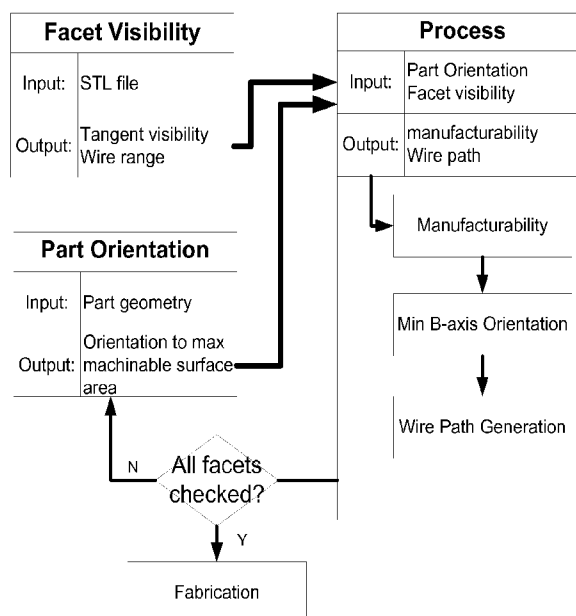 Facet Visibility
Input: STL file
Output: Tangent visibility
Wire range
Process
Input: Part Orientation
Facet visibility
Output: manufacturability
Wire path
Manufacturability
Min B-axis Orientation
Wire Path Generation
Part Orientation
Input: Part geometry
Output: Orientation to max
machinable surface
area
All facets
checked?
N
Y
Fabrication